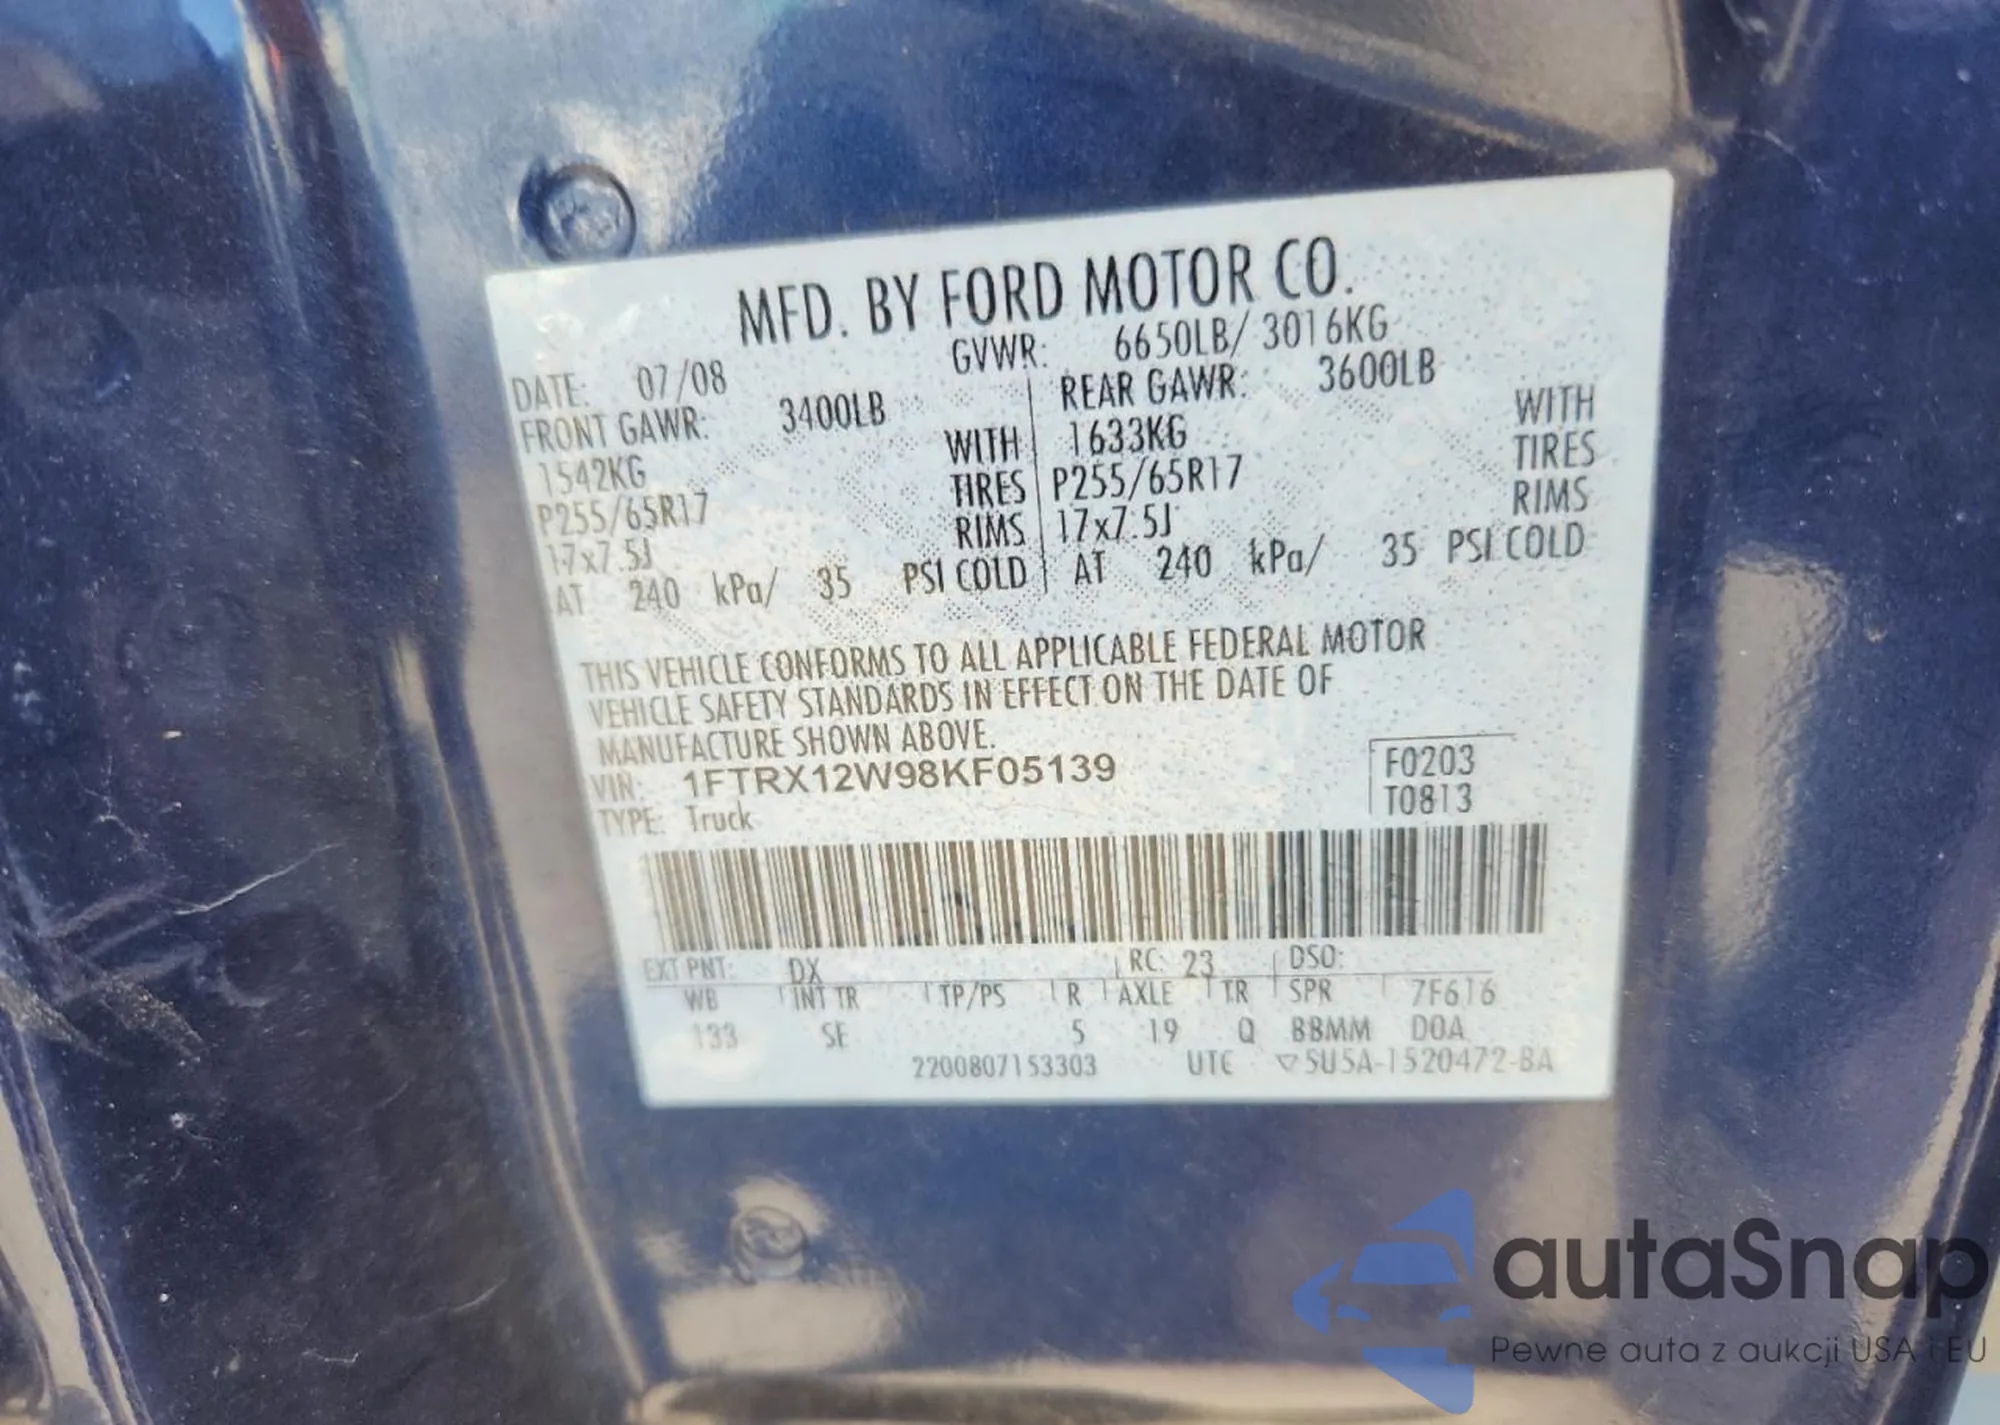 MFD. BY FORD MOTOR CO.
DATE: 07/08 GVWR: 6650LB/ 3016KG
FRONT GAWR: 3400LB REAR GAWR: 3600LB
1542KG WITH 1633KG WITH
P255/65R17 TIRES P255/65R17 TIRES
17x7.5J RIMS 17x7.5J RIMS
AT 240 kPa/ 35 PSI COLD AT 240 kPa/ 35 PSI COLD
THIS VEHICLE CONFORMS TO ALL APPLICABLE FEDERAL MOTOR
VEHICLE SAFETY STANDARDS IN EFFECT ON THE DATE OF
MANUFACTURE SHOWN ABOVE.
VIN: 1FTRX12W98KF05139 F0203
TYPE: Truck T0813
EXT PNT: DX RC: 23 DSO:
WB INT TR TP/PS R AXLE TR SPR 7F6T6
133 SE 5 19 Q BBMM DOA
2200807153303 UTC ▽5U5A-1520472-BA
autaSnap
Pewne auta z aukcji USA i EU